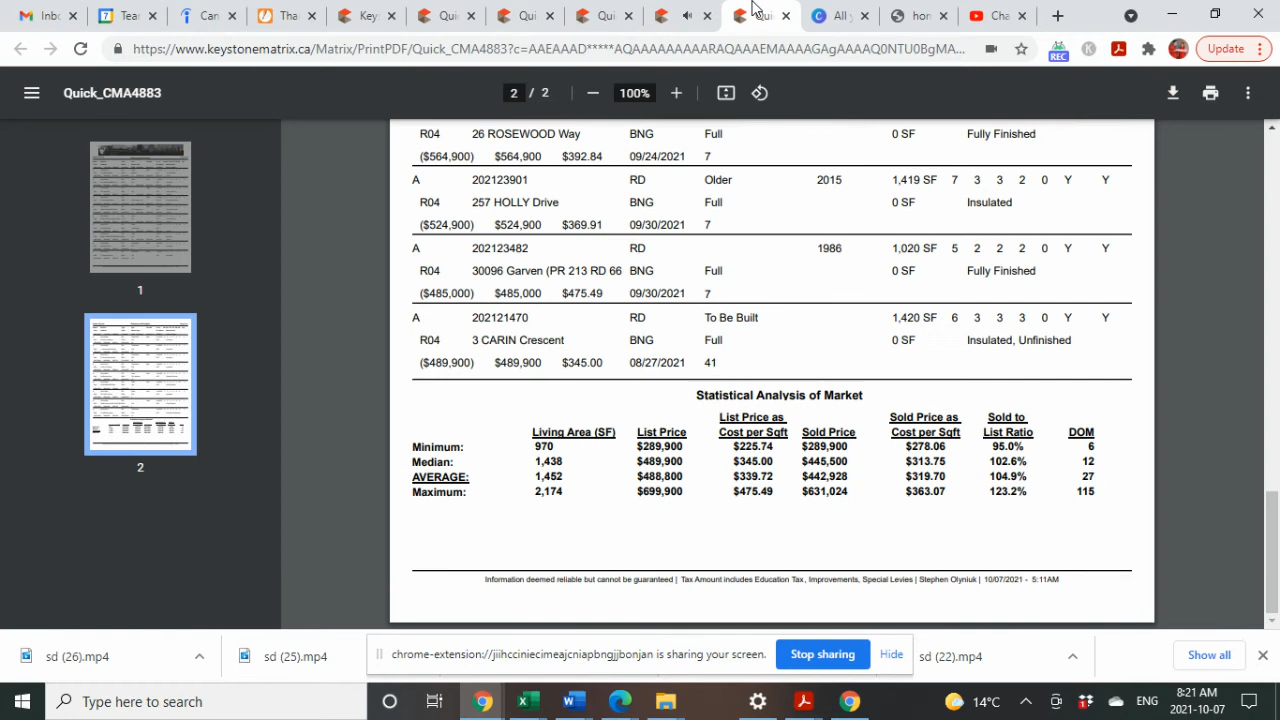 Inbo
Tear
Can
Tha
Key
Qui
Qui
Qui
Qui
All y
hor
Cha
https://www.keystonematrix.ca/Matrix/PrintPDF/Quick_CMA4883?c=AAEAAAD*****AQAAAAAAAAARAQAAAEMAAAAGAgAAAAQ0NTU0BgMA...
REC
K
Update
Quick_CMA4883
2 / 2
100%
R04 26 ROSEWOOD Way BNG Full 0 SF Fully Finished
($564,900) $564,900 $392.84 09/24/2021 7
A 202123901 RD Older 2015 1,419 SF 7 3 3 2 0 Y Y
R04 257 HOLLY Drive BNG Full 0 SF Insulated
($524,900) $524,900 $369.91 09/30/2021 7
A 202123482 RD 1986 1,020 SF 5 2 2 2 0 Y Y
R04 30096 Garven (PR 213 RD 66 BNG Full 0 SF Fully Finished
($485,000) $485,000 $475.49 09/30/2021 7
A 202121470 RD To Be Built 1,420 SF 6 3 3 3 0 Y Y
R04 3 CARIN Crescent BNG Full 0 SF Insulated, Unfinished
($489,900) $489,900 $345.00 08/27/2021 41
Statistical Analysis of Market
List Price as Sold Price as Sold to
Living Area (SF) List Price Cost per Sqft Sold Price Cost per Sqft List Ratio DOM
Minimum: 970 $289,900 $225.74 $289,900 $278.06 95.0% 6
Median: 1,438 $489,900 $345.00 $445,500 $313.75 102.6% 12
AVERAGE: 1,452 $488,800 $339.72 $442,928 $319.70 104.9% 27
Maximum: 2,174 $699,900 $475.49 $631,024 $363.07 123.2% 115
Information deemed reliable but cannot be guaranteed | Tax Amount includes Education Tax, Improvements, Special Levies | Stephen Olyniuk | 10/07/2021 - 5:11AM
1
2
sd (26).mp4
sd (25).mp4
chrome-extension://jiihcciniecimeajcniapbngjjbonjan is sharing your screen.
Stop sharing
Hide
sd (22).mp4
Show all
Type here to search
14°C
ENG
8:21 AM
2021-10-07